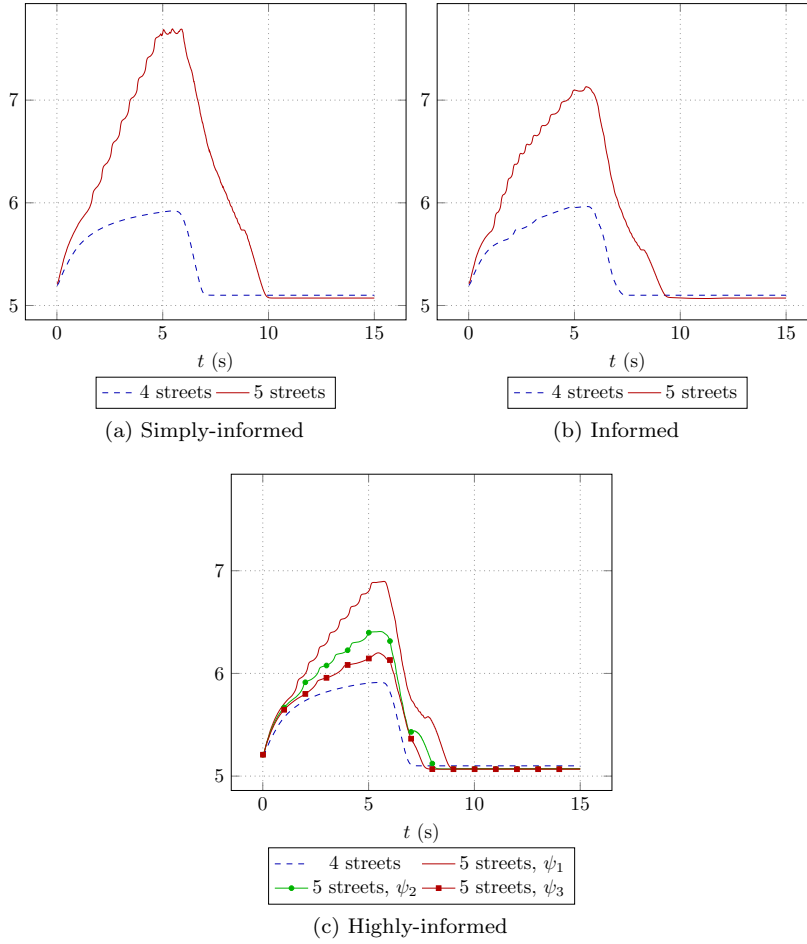 7
6
5
0 5 10 15
t (s)
4 streets 5 streets
(a) Simply-informed
7
6
5
0 5 10 15
t (s)
4 streets 5 streets
(b) Informed
7
6
5
0 5 10 15
t (s)
4 streets 5 streets, ψ₁
5 streets, ψ₂ 5 streets, ψ₃
(c) Highly-informed